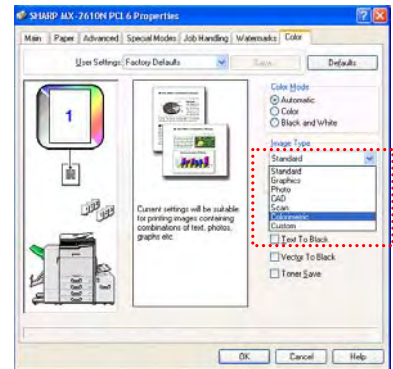 SHARP MX-7610N PCL 6 Properties
Main Paper Advanced Special Modes Job Handling Watermarks Color
User Settings: Factory Defaults Save... Defaults
1
Current settings will be suitable
for printing images containing
combinations of text, photos,
graphs etc.
Color Mode
Automatic
Color
Black and White
Image Type
Standard
Standard
Graphics
Photo
CAD
Scan
Colorimetric
Custom
Text To Black
Vector To Black
Toner Save
OK Cancel Help